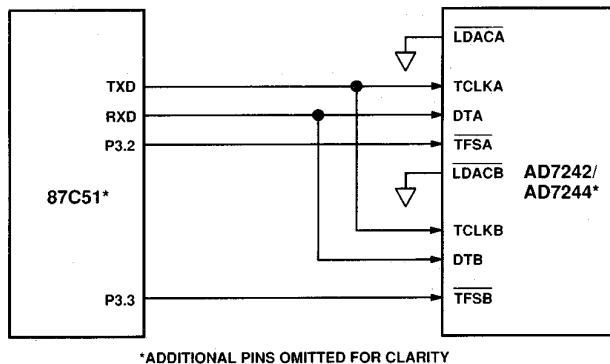 LDACA
TXD
TCLKA
RXD
DTA
P3.2
TFSA
LDACB
AD7242/
AD7244*
87C51*
TCLKB
DTB
P3.3
TFSB
*ADDITIONAL PINS OMITTED FOR CLARITY